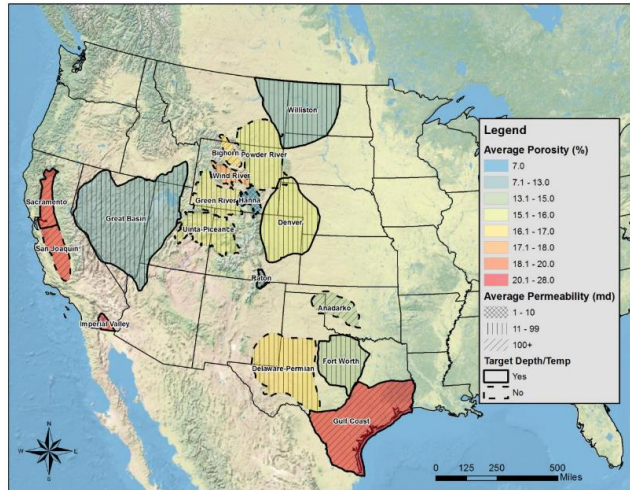 Williston
Bighorn
Powder River
Wind River
Green River
Hanna
Sacramento
Great Basin
Uinta-Piceance
Denver
San Joaquin
Raton
Anadarko
Imperial Valley
Delaware-Permian
Fort Worth
Gulf Coast
Legend
Average Porosity (%)
7.0
7.1 - 13.0
13.1 - 15.0
15.1 - 16.0
16.1 - 17.0
17.1 - 18.0
18.1 - 20.0
20.1 - 28.0
Average Permeability (md)
1 - 10
11 - 99
100+
Target Depth/Temp
Yes
No
N
W
E
S
0 125 250 500
Miles